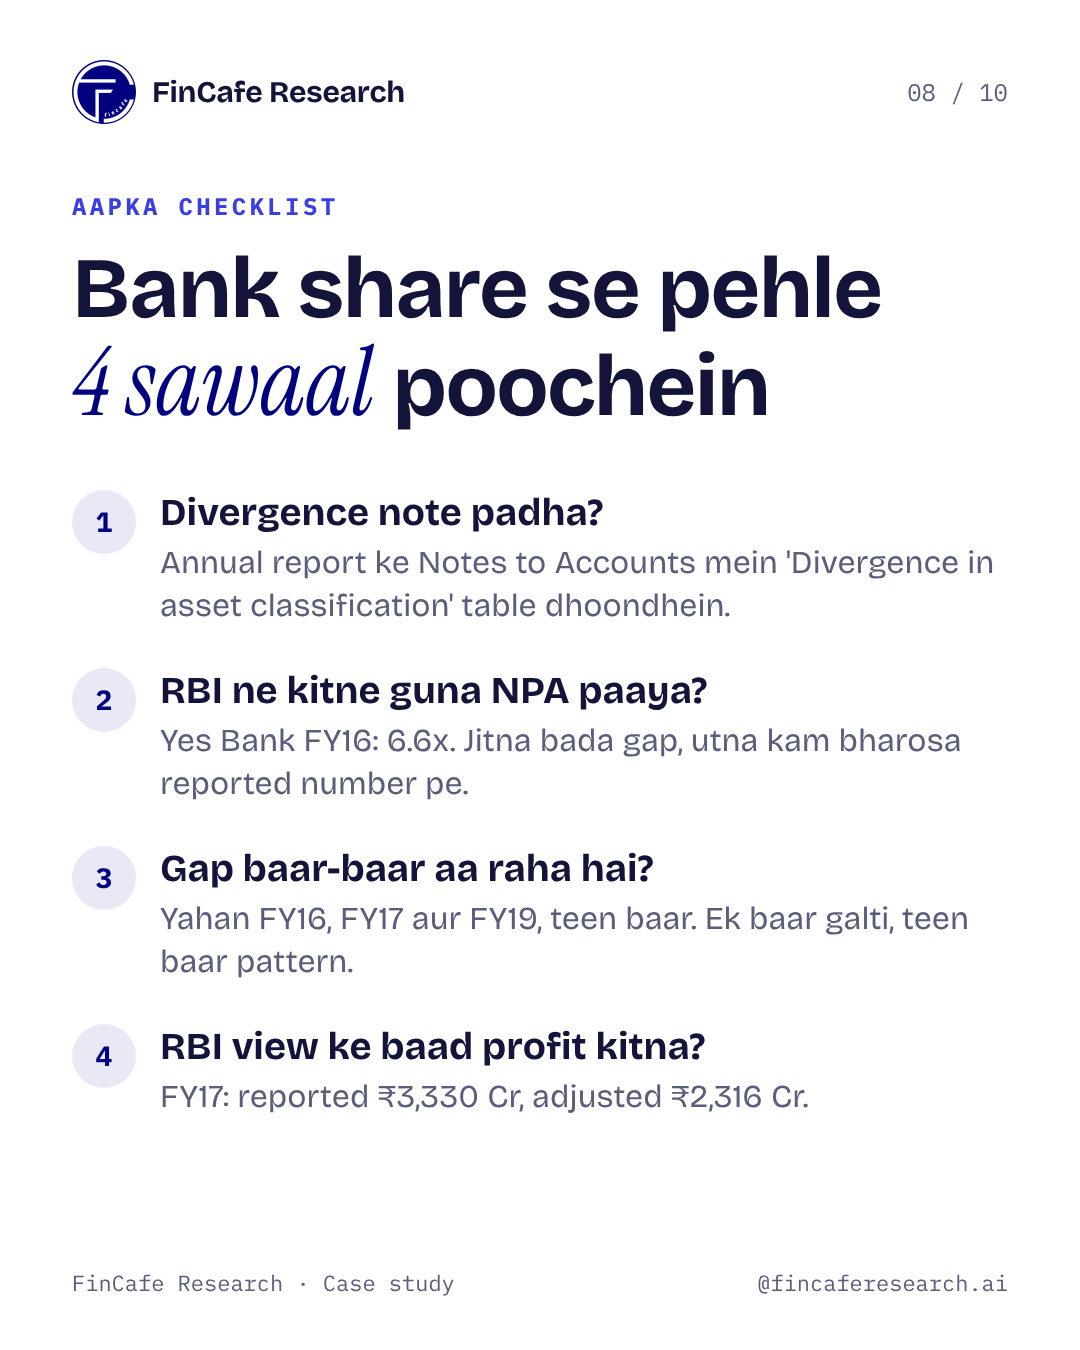 FinCafe Research
08 / 10
AAPKA CHECKLIST
Bank share se pehle
4 sawaal poochein
1
Divergence note padha?
Annual report ke Notes to Accounts mein 'Divergence in
asset classification' table dhoondhein.
2
RBI ne kitne guna NPA paaya?
Yes Bank FY16: 6.6x. Jitna bada gap, utna kam bharosa
reported number pe.
3
Gap baar-baar aa raha hai?
Yahan FY16, FY17 aur FY19, teen baar. Ek baar galti, teen
baar pattern.
4
RBI view ke baad profit kitna?
FY17: reported ₹3,330 Cr, adjusted ₹2,316 Cr.
FinCafe Research · Case study
@fincaferesearch.ai